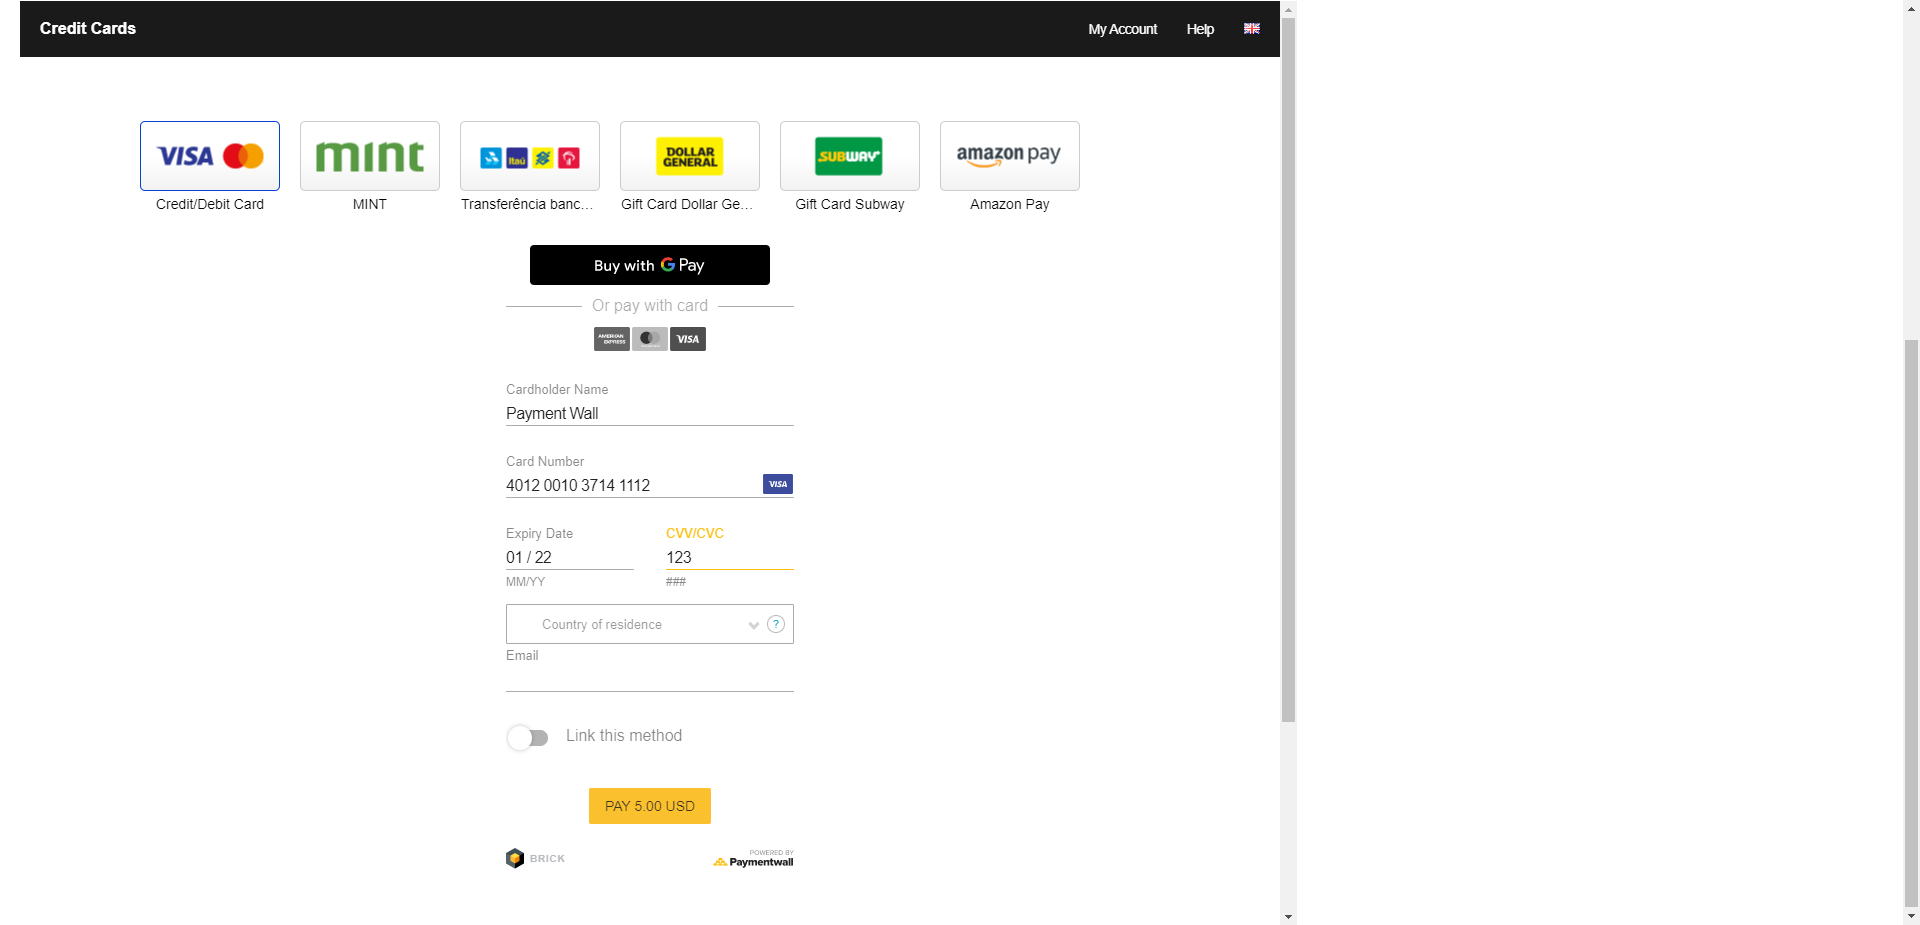 Credit Cards
My Account Help
VISA
mint
Itaú
DOLLAR GENERAL
SUBWAY
amazon pay
Credit/Debit Card
MINT
Transferência banc...
Gift Card Dollar Ge...
Gift Card Subway
Amazon Pay
Buy with G Pay
Or pay with card
AMERICAN EXPRESS
VISA
Cardholder Name
Payment Wall
Card Number
4012 0010 3714 1112 VISA
Expiry Date CVV/CVC
01 / 22 123
MM/YY ###
Country of residence ?
Email
Link this method
PAY 5.00 USD
BRICK
POWERED BY
Paymentwall